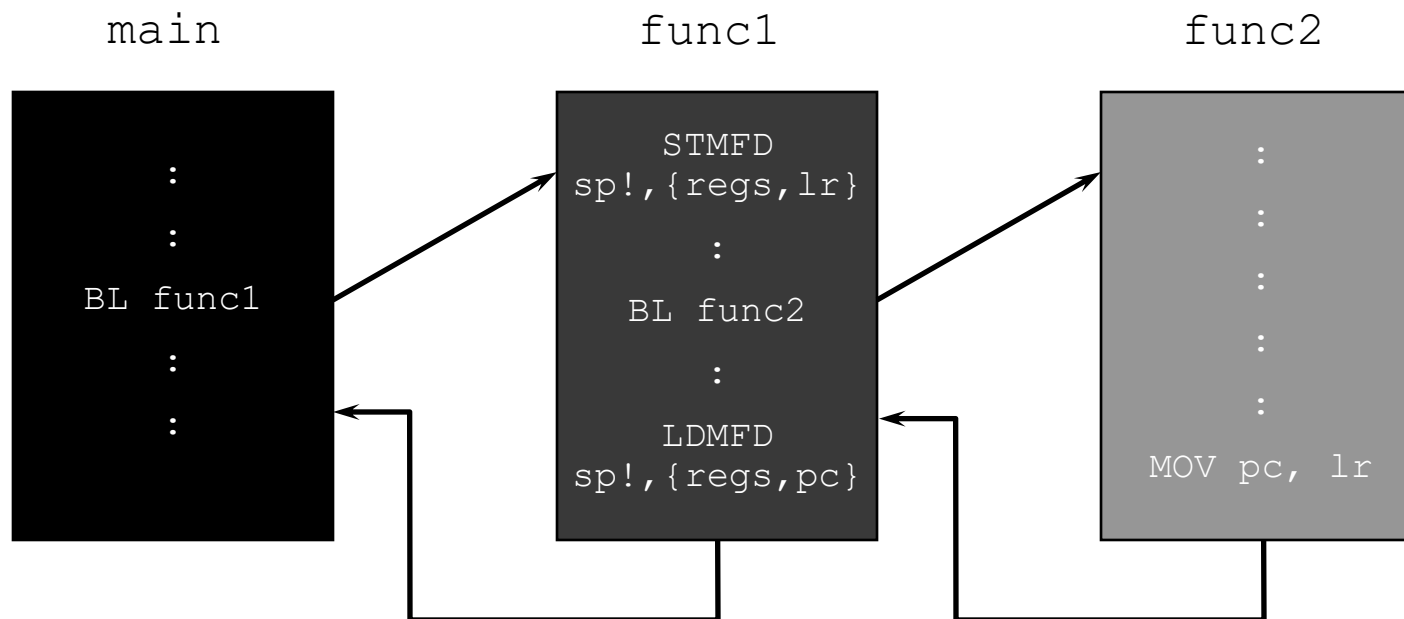 main
:
:
BL func1
:
:
func1
STMFD
sp!,{regs,lr}
:
BL func2
:
LDMFD
sp!,{regs,pc}
func2
:
:
:
:
:
MOV pc, lr